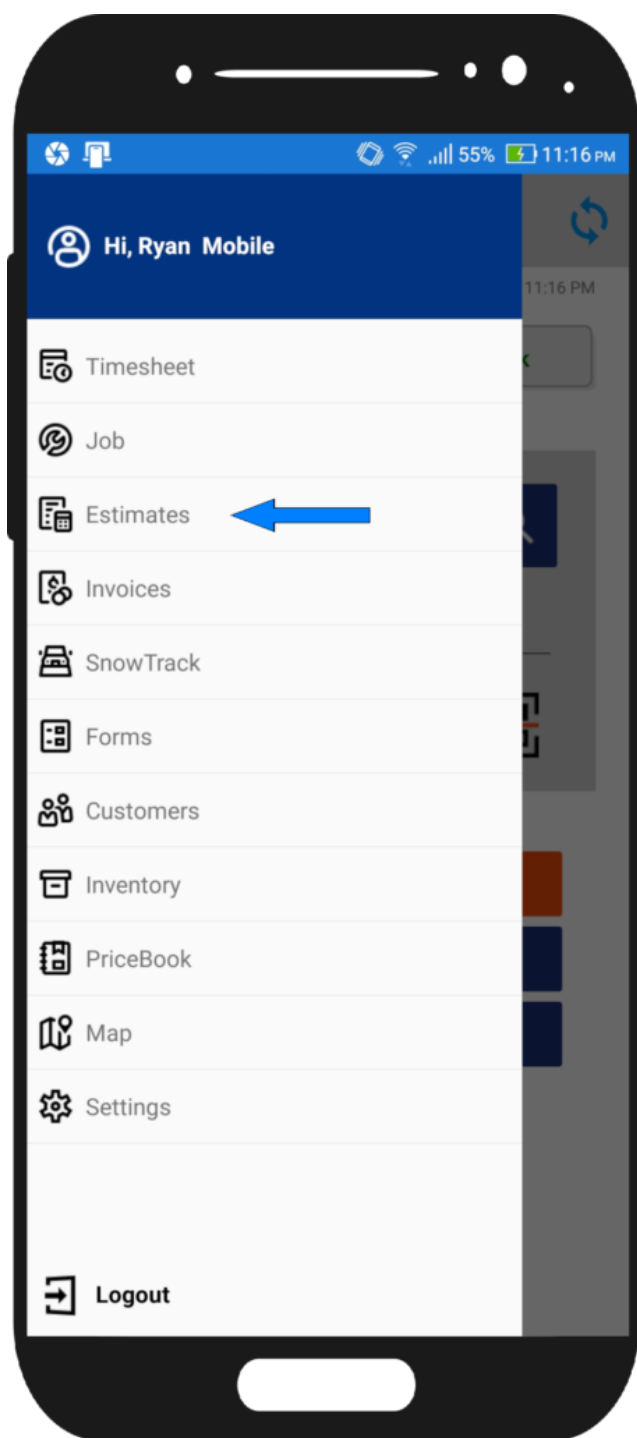 55% 11:16 PM
Hi, Ryan Mobile
11:16 PM
Timesheet
Job
Estimates
Invoices
SnowTrack
Forms
Customers
Inventory
PriceBook
Map
Settings
Logout